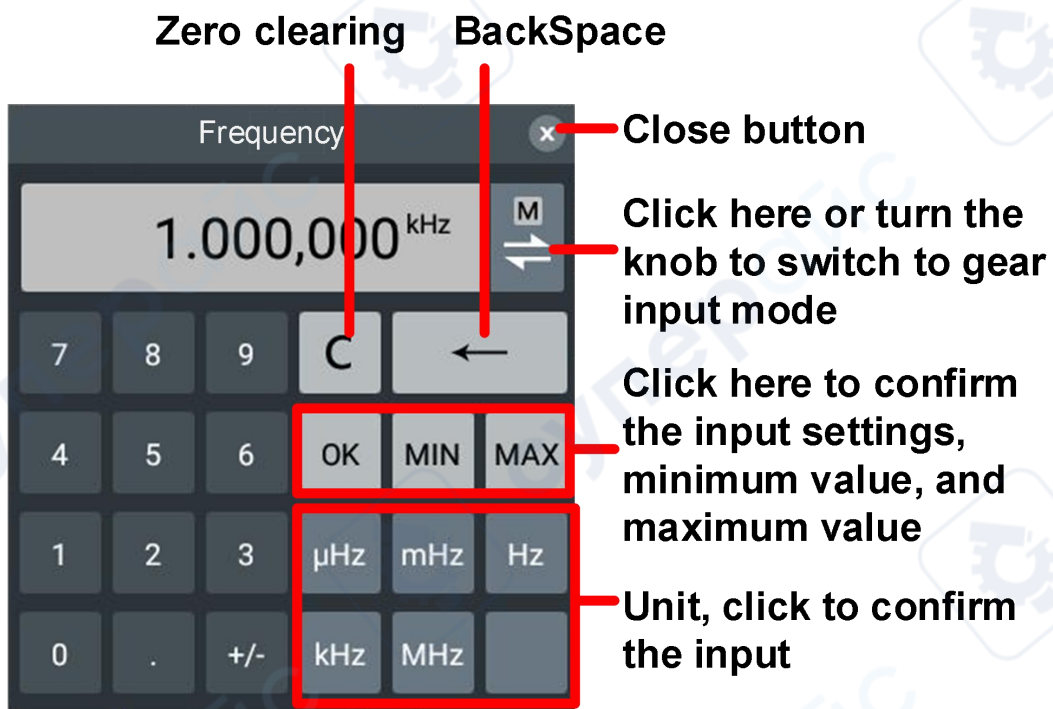 Zero clearing BackSpace
Frequency x
Close button
1.000,000 kHz M
Click here or turn the
knob to switch to gear
input mode
7 8 9 C ←
Click here to confirm
the input settings,
minimum value, and
maximum value
4 5 6 OK MIN MAX
1 2 3 µHz mHz Hz
Unit, click to confirm
the input
0 . +/- kHz MHz